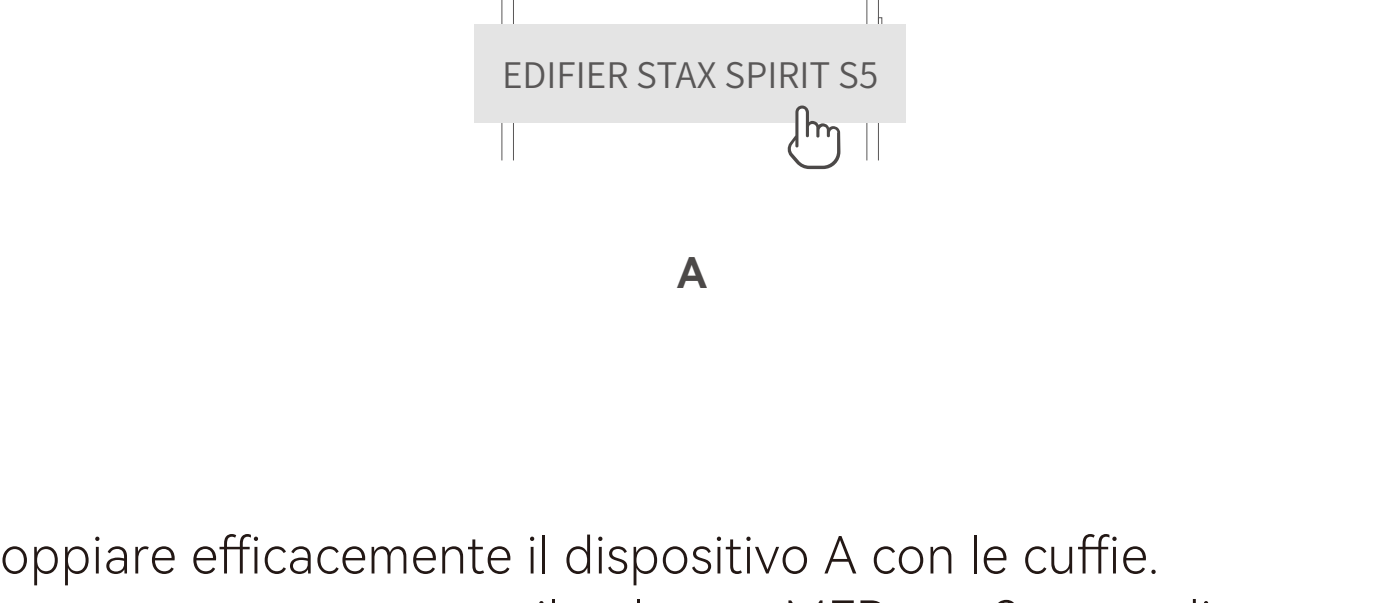 EDIFIER STAX SPIRIT S5
A
oppiare efficacemente il dispositivo A con le cuffie.